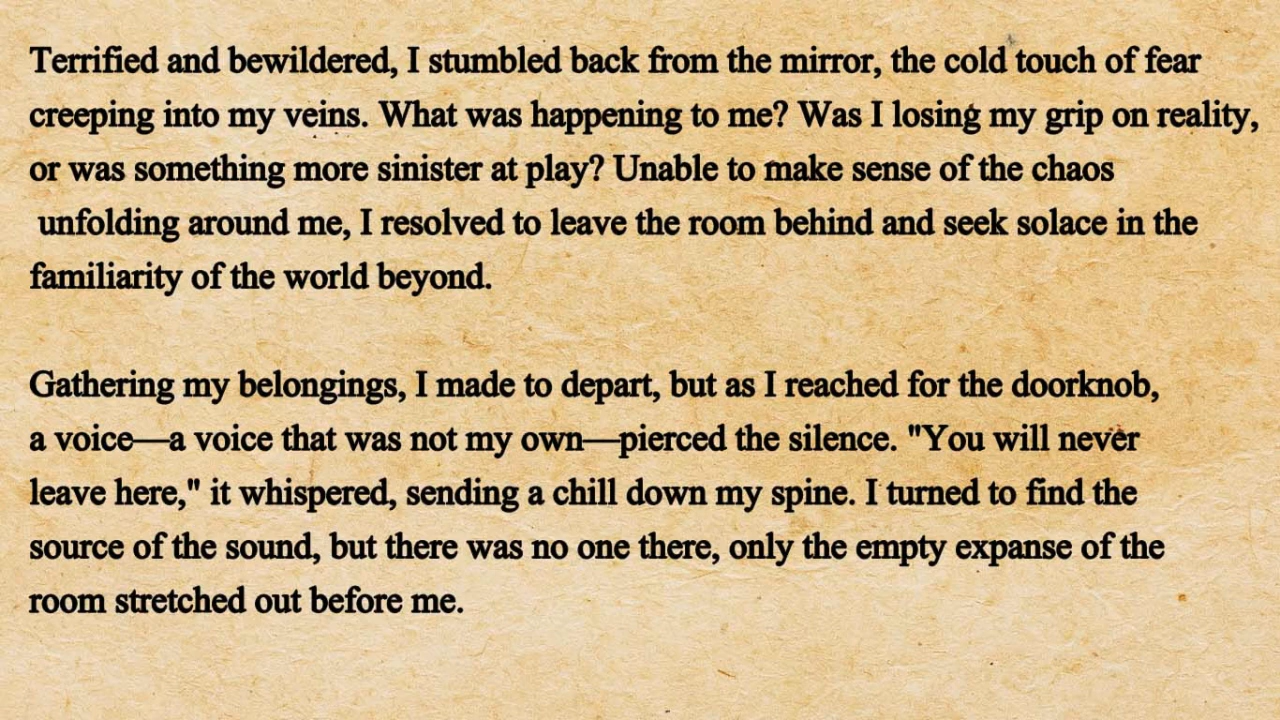 Terrified and bewildered, I stumbled back from the mirror, the cold touch of fear
creeping into my veins. What was happening to me? Was I losing my grip on reality,
or was something more sinister at play? Unable to make sense of the chaos
unfolding around me, I resolved to leave the room behind and seek solace in the
familiarity of the world beyond.

Gathering my belongings, I made to depart, but as I reached for the doorknob,
a voice—a voice that was not my own—pierced the silence. "You will never
leave here," it whispered, sending a chill down my spine. I turned to find the
source of the sound, but there was no one there, only the empty expanse of the
room stretched out before me.